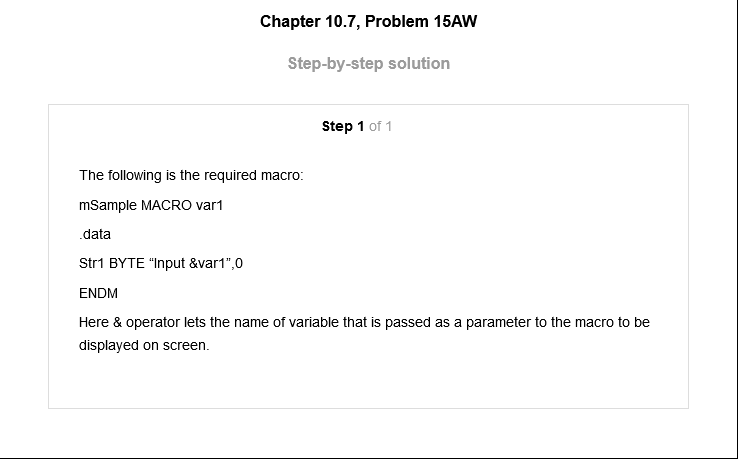 Chapter 10.7, Problem 15AW
Step-by-step solution
Step 1 of 1
The following is the required macro:
mSample MACRO var1
.data
Str1 BYTE “Input &var1”,0
ENDM
Here & operator lets the name of variable that is passed as a parameter to the macro to be
displayed on screen.